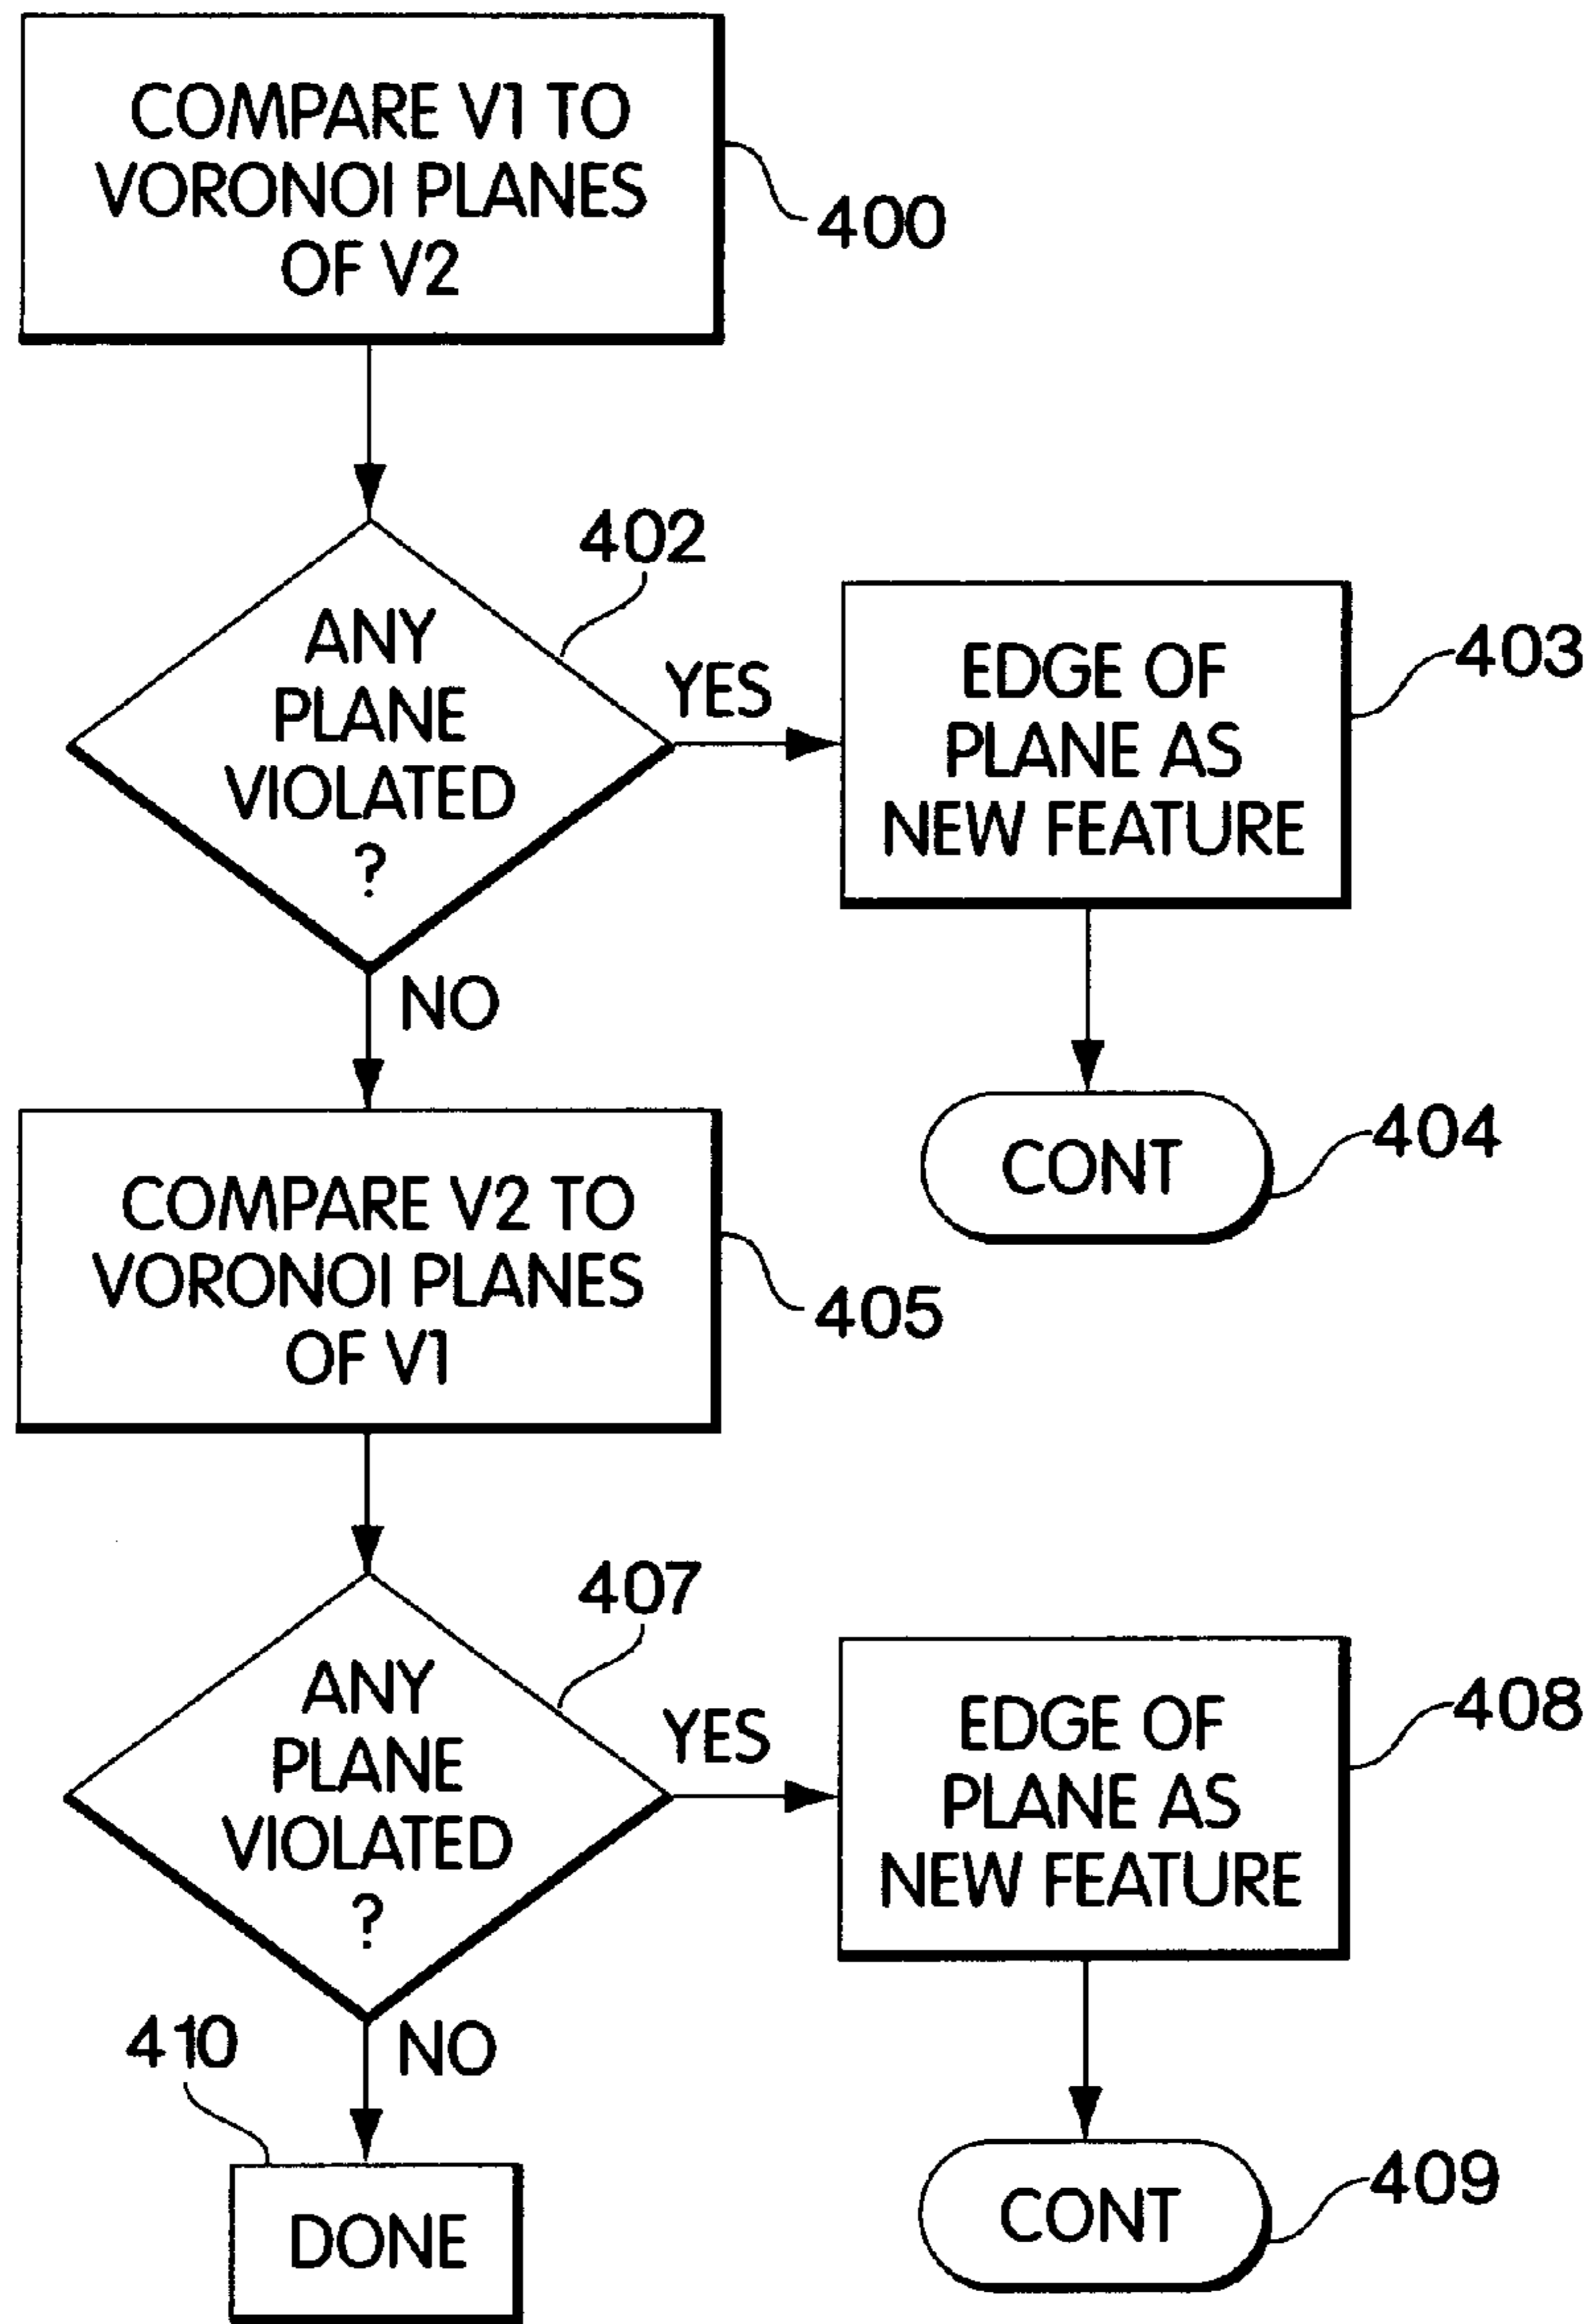 COMPARE V1 TO
VORONOI PLANES
OF V2
400
402
ANY
PLANE
VIOLATED
?
YES
EDGE OF
PLANE AS
NEW FEATURE
403
NO
CONT
404
COMPARE V2 TO
VORONOI PLANES
OF V1
405
407
ANY
PLANE
VIOLATED
?
YES
EDGE OF
PLANE AS
NEW FEATURE
408
410
NO
DONE
CONT
409